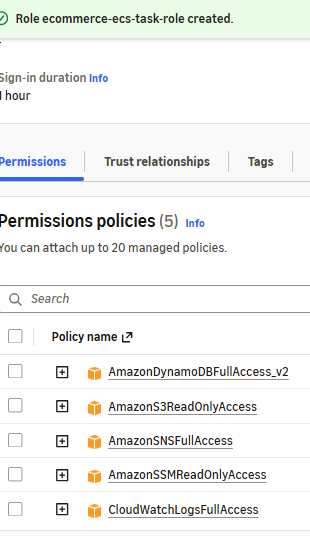 Role ecommerce-ecs-task-role created.
Sign-in duration Info
1 hour
Permissions
Trust relationships
Tags
Permissions policies (5) Info
You can attach up to 20 managed policies.
Search
Policy name
AmazonDynamoDBFullAccess_v2
AmazonS3ReadOnlyAccess
AmazonSNSFullAccess
AmazonSSMReadOnlyAccess
CloudWatchLogsFullAccess